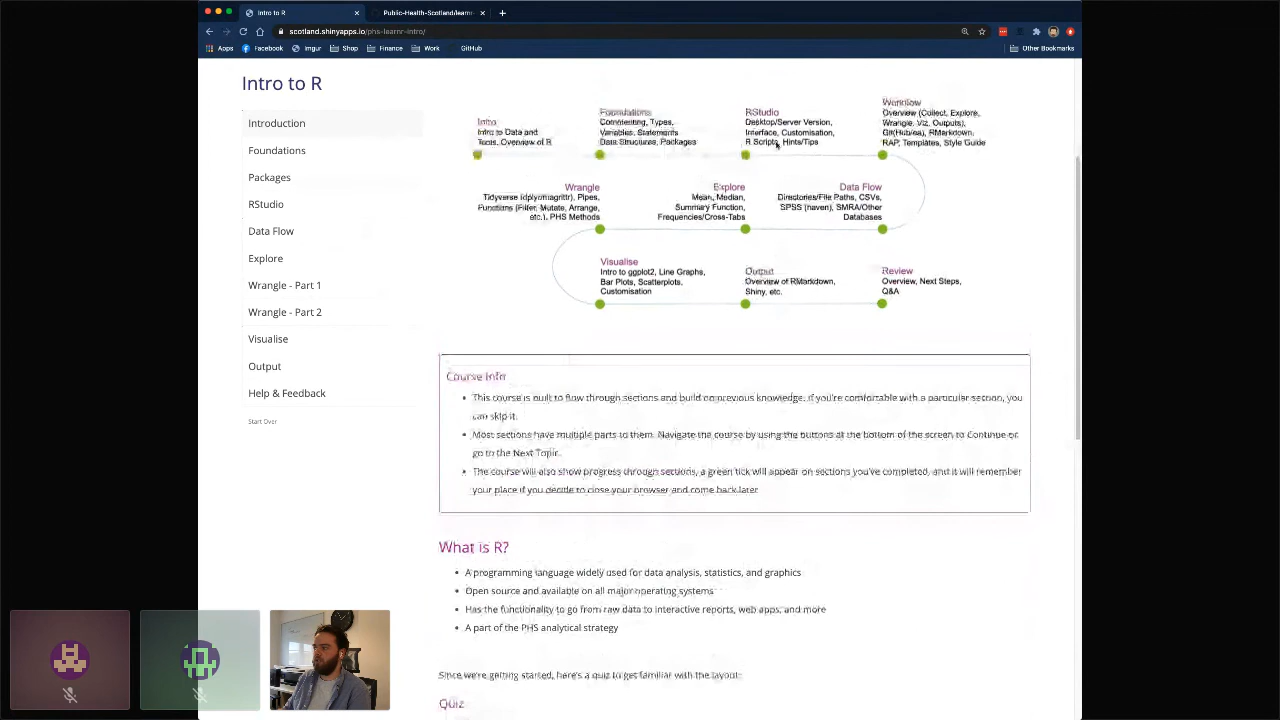 Intro to R
Public-Health-Scotland/learnr
scotland.shinyapps.io/phs-learnr-intro/
Apps
Facebook
Imgur
Shop
Finance
Work
GitHub
Other Bookmarks
Intro to R
Introduction
Foundations
Packages
RStudio
Data Flow
Explore
Wrangle - Part 1
Wrangle - Part 2
Visualise
Output
Help & Feedback
Start Over
Intro
Intro to Data and
Tools, Overview of R
Foundations
Commenting, Types,
Variables, Statements
Data Structures, Packages
RStudio
Desktop/Server Version,
Interface, Customisation,
R Scripts, Hints/Tips
Workflow
Overview (Collect, Explore,
Wrangle, Viz, Outputs),
Git(Hub/ea), RMarkdown,
RAP, Templates, Style Guide
Wrangle
Tidyverse (dplyr/magrittr), Pipes,
Functions (Filter, Mutate, Arrange,
etc.), PHS Methods
Explore
Mean, Median,
Summary Function,
Frequencies/Cross-Tabs
Data Flow
Directories/File Paths, CSVs,
SPSS (haven), SMRA/Other
Databases
Visualise
Intro to ggplot2, Line Graphs,
Bar Plots, Scatterplots,
Customisation
Output
Overview of RMarkdown,
Shiny, etc.
Review
Overview, Next Steps,
Q&A
Course Info
This course is built to flow through sections and build on previous knowledge. If you're comfortable with a particular section, you
can skip it.
Most sections have multiple parts to them. Navigate the course by using the buttons at the bottom of the screen to Continue or
go to the Next Topic.
The course will also show progress through sections, a green tick will appear on sections you've completed, and it will remember
your place if you decide to close your browser and come back later
What is R?
A programming language widely used for data analysis, statistics, and graphics
Open source and available on all major operating systems
Has the functionality to go from raw data to interactive reports, web apps, and more
A part of the PHS analytical strategy
Since we're getting started, here's a quiz to get familiar with the layout:
Quiz